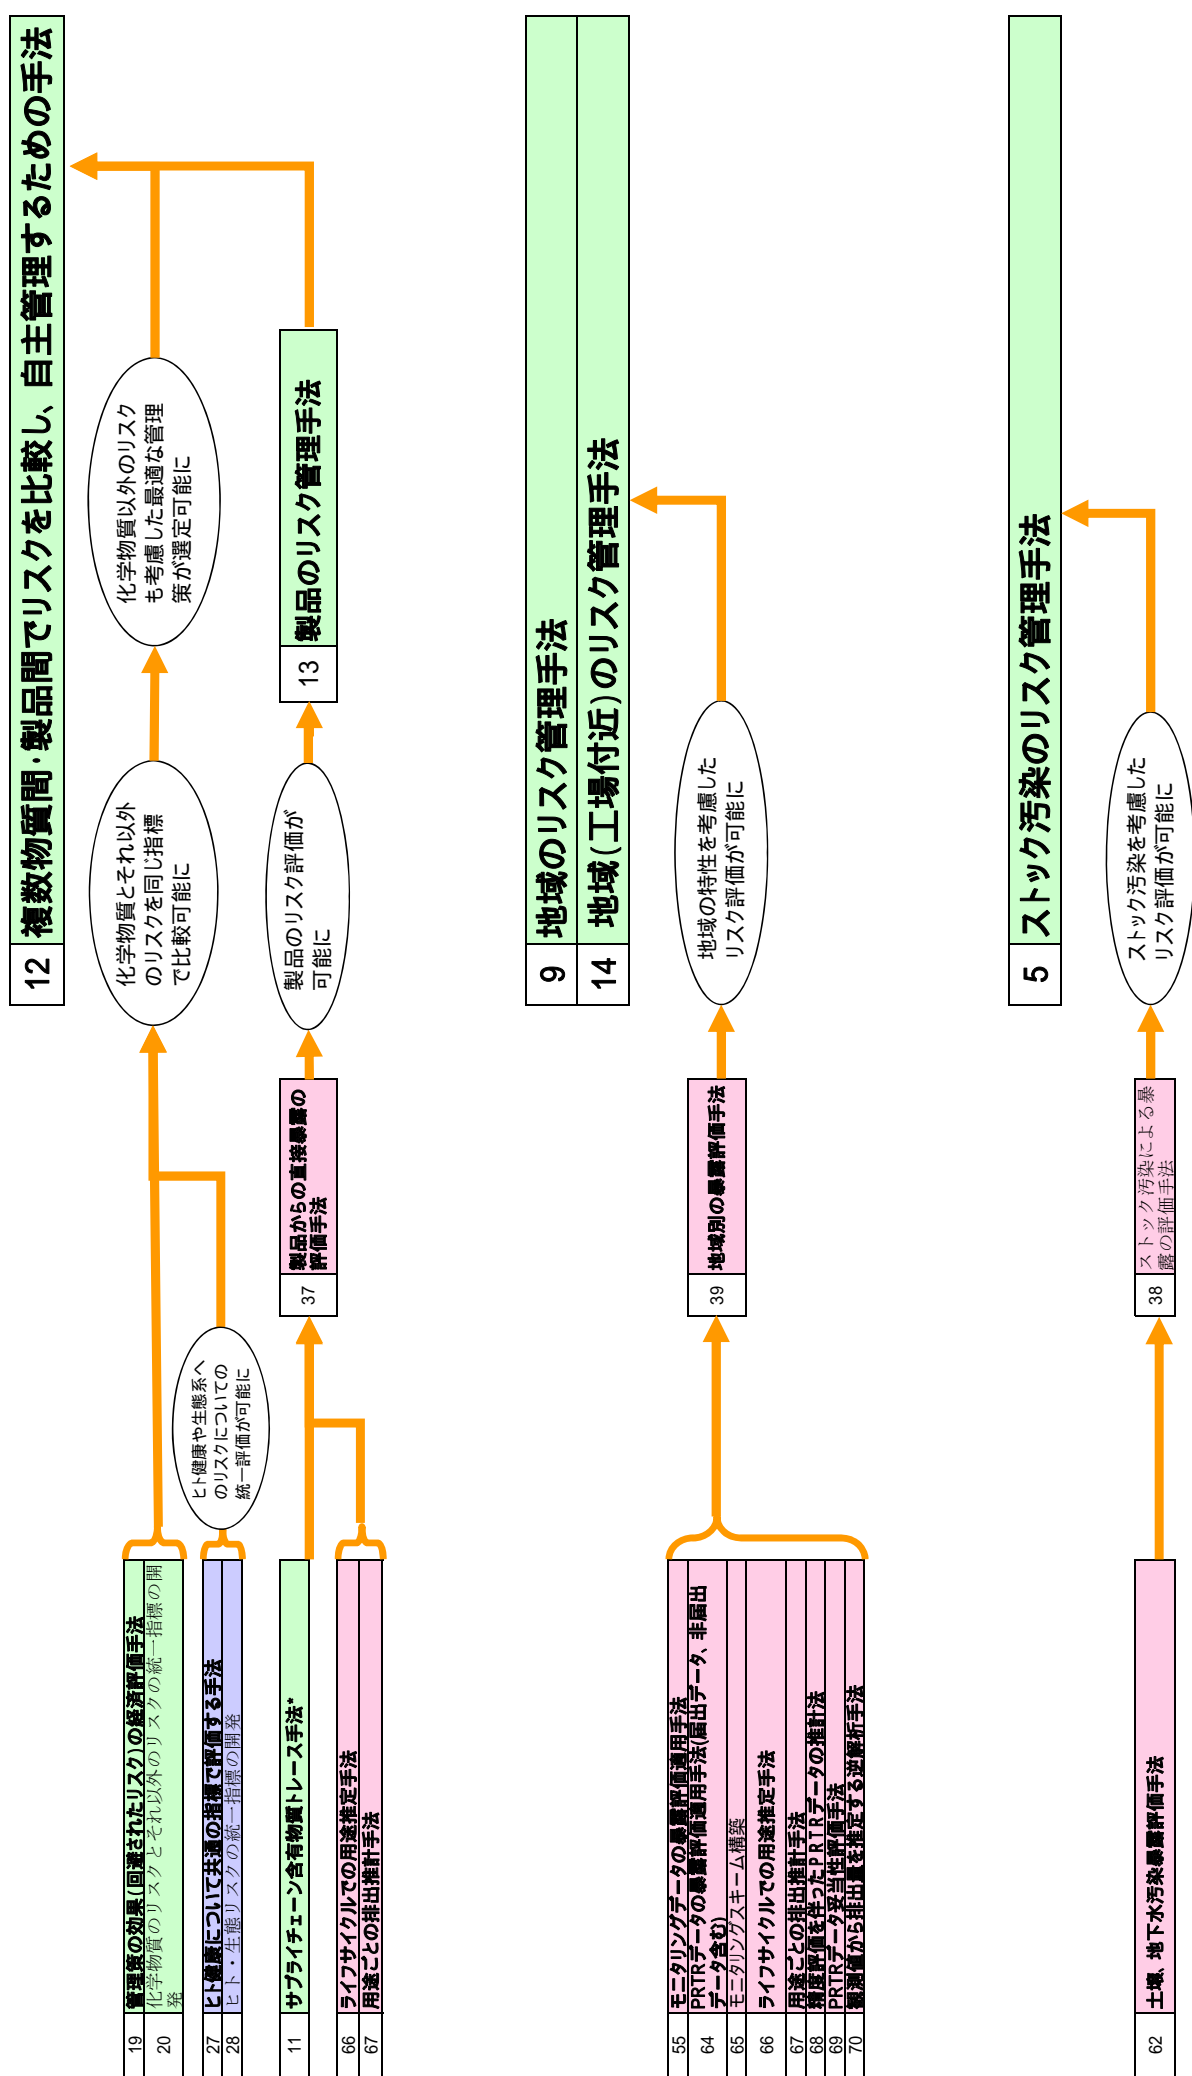 12 複数物質間・製品間でリスクを比較し、自主管理するための手法
化学物質以外のリスク
も考慮した最適な管理
策が選定可能に
化学物質とそれ以外
のリスクを同じ指標
で比較可能に
ヒト健康や生態系へ
のリスクについての
統一評価が可能に
19 管理策の効果(回避されたリスク)の経済評価手法
20 化学物質のリスクとそれ以外のリスクの統一指標の開
発
27 ヒト健康について共通の指標で評価する手法
28 ヒト・生態リスクの統一指標の開発
13 製品のリスク管理手法
製品のリスク評価が
可能に
37 製品からの直接暴露の
評価手法
11 サプライチェーン含有物質トレース手法*
66 ライフサイクルでの用途推定手法
67 用途ごとの排出推計手法
9 地域のリスク管理手法
14 地域(工場付近)のリスク管理手法
地域の特性を考慮した
リスク評価が可能に
39 地域別の暴露評価手法
55 モニタリングデータの暴露評価適用手法
64 PRTRデータの暴露評価適用手法(届出データ、非届出
データ含む)
65 モニタリングスキーム構築
66 ライフサイクルでの用途推定手法
67 用途ごとの排出推計手法
68 精度評価を伴ったPRTRデータの推計法
69 PRTRデータ妥当性評価手法
70 観測値から排出量を推定する逆解析手法
5 ストック汚染のリスク管理手法
ストック汚染を考慮した
リスク評価が可能に
38 ストック汚染による暴
露の評価手法
62 土壌、地下水汚染暴露評価手法